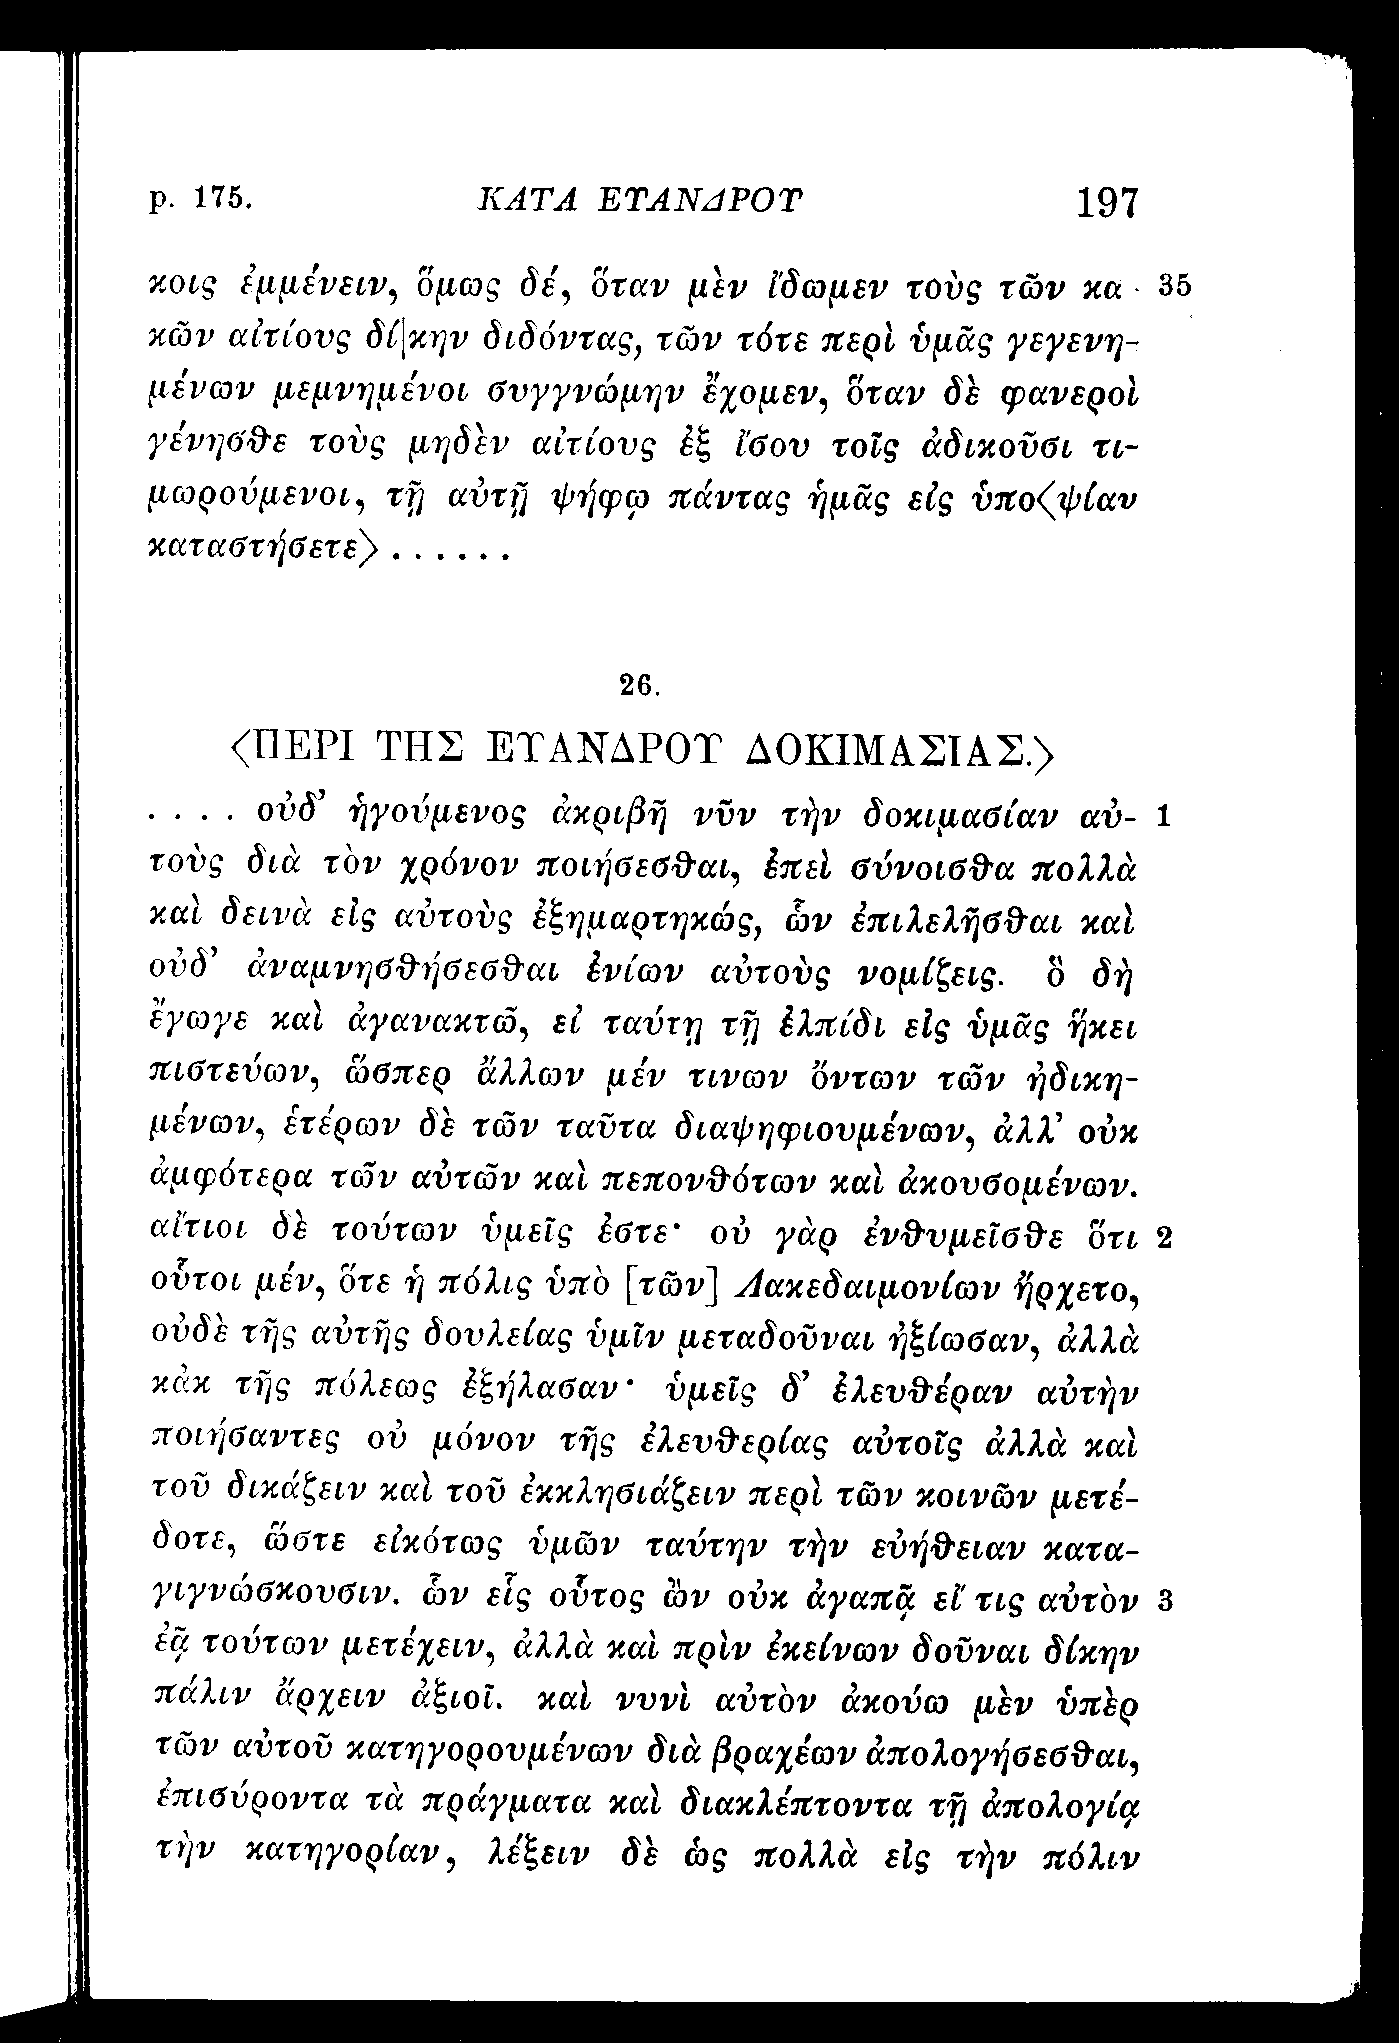 p. 175. ΚΑΤΑ ΕΥΑΝΔΡΟΥ 197
κοις ἐμμένειν, ὅμως δέ, ὅταν μὲν ἴδωμεν τοὺς τῶν κα- 35
κῶν αἰτίους δί|κην διδόντας, τῶν τότε περὶ ὑμᾶς γεγενη-
μένων μεμνημένοι συγγνώμην ἔχομεν, ὅταν δὲ φανεροὶ
γένησθε τοὺς μηδὲν αἰτίους ἐξ ἴσου τοῖς ἀδικοῦσι τι-
μωρούμενοι, τῇ αὐτῇ ψήφῳ πάντας ἡμᾶς εἰς ὑπο<ψίαν
καταστήσετε> . . . . . .
26.
<ΠΕΡΙ ΤΗΣ ΕΥΑΝΔΡΟΥ ΔΟΚΙΜΑΣΙΑΣ.>
. . . . οὐδ’ ἡγούμενος ἀκριβῆ νῦν τὴν δοκιμασίαν αὐ- 1
τοὺς διὰ τὸν χρόνον ποιήσεσθαι, ἐπεὶ σύνοισθα πολλὰ
καὶ δεινὰ εἰς αὐτοὺς ἐξημαρτηκώς, ὧν ἐπιλελῆσθαι καὶ
οὐδ’ ἀναμνησθήσεσθαι ἐνίων αὐτοὺς νομίζεις. ὃ δὴ
ἔγωγε καὶ ἀγανακτῶ, εἰ ταύτῃ τῇ ἐλπίδι εἰς ὑμᾶς ἥκει
πιστεύων, ὥσπερ ἄλλων μέν τινων ὄντων τῶν ἠδικη-
μένων, ἑτέρων δὲ τῶν ταῦτα διαψηφιουμένων, ἀλλ’ οὐκ
ἀμφότερα τῶν αὐτῶν καὶ πεπονθότων καὶ ἀκουσομένων.
αἴτιοι δὲ τούτων ὑμεῖς ἐστε· οὐ γὰρ ἐνθυμεῖσθε ὅτι 2
οὗτοι μέν, ὅτε ἡ πόλις ὑπὸ [τῶν] Λακεδαιμονίων ἤρχετο,
οὐδὲ τῆς αὐτῆς δουλείας ὑμῖν μεταδοῦναι ἠξίωσαν, ἀλλὰ
κἀκ τῆς πόλεως ἐξήλασαν· ὑμεῖς δ’ ἐλευθέραν αὐτὴν
ποιήσαντες οὐ μόνον τῆς ἐλευθερίας αὐτοῖς ἀλλὰ καὶ
τοῦ δικάζειν καὶ τοῦ ἐκκλησιάζειν περὶ τῶν κοινῶν μετέ-
δοτε, ὥστε εἰκότως ὑμῶν ταύτην τὴν εὐήθειαν κατα-
γιγνώσκουσιν. ὧν εἷς οὗτος ὢν οὐκ ἀγαπᾷ εἴ τις αὐτὸν 3
ἐᾷ τούτων μετέχειν, ἀλλὰ καὶ πρὶν ἐκείνων δοῦναι δίκην
πάλιν ἄρχειν ἀξιοῖ. καὶ νυνὶ αὐτὸν ἀκούω μὲν ὑπὲρ
τῶν αὐτοῦ κατηγορουμένων διὰ βραχέων ἀπολογήσεσθαι,
ἐπισύροντα τὰ πράγματα καὶ διακλέπτοντα τῇ ἀπολογίᾳ
τὴν κατηγορίαν, λέξειν δὲ ὡς πολλὰ εἰς τὴν πόλιν